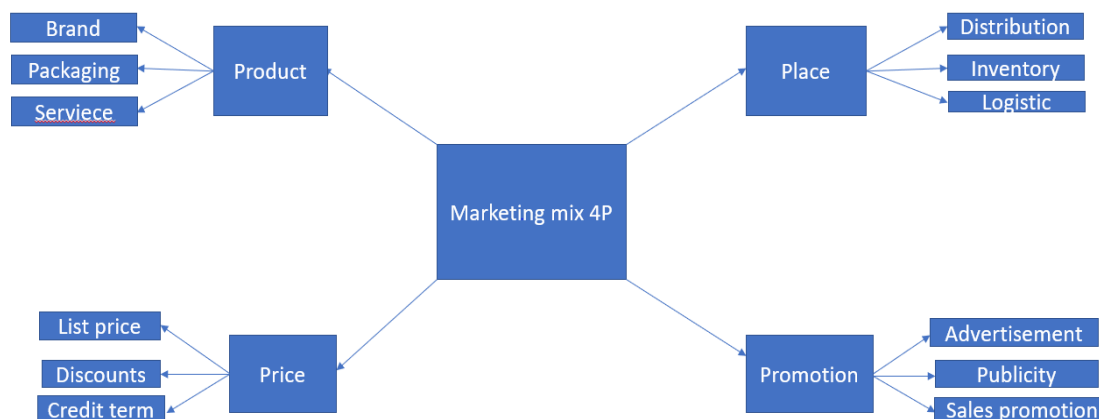 Brand
Packaging
Serviece
Product
Place
Distribution
Inventory
Logistic
Marketing mix 4P
List price
Discounts
Credit term
Price
Promotion
Advertisement
Publicity
Sales promotion